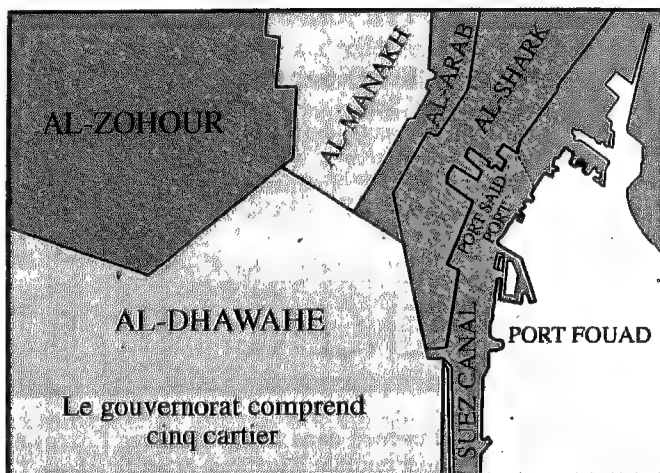 AL-ZOHOUR
AL-MANAKH
AL-ARAB
AL-SHARK
PORT SAIDS
PORT
AL-DHAWAHE
PORT FOUAD
SUEZ CANAL
Le gouvernorat comprend
cinq cartier